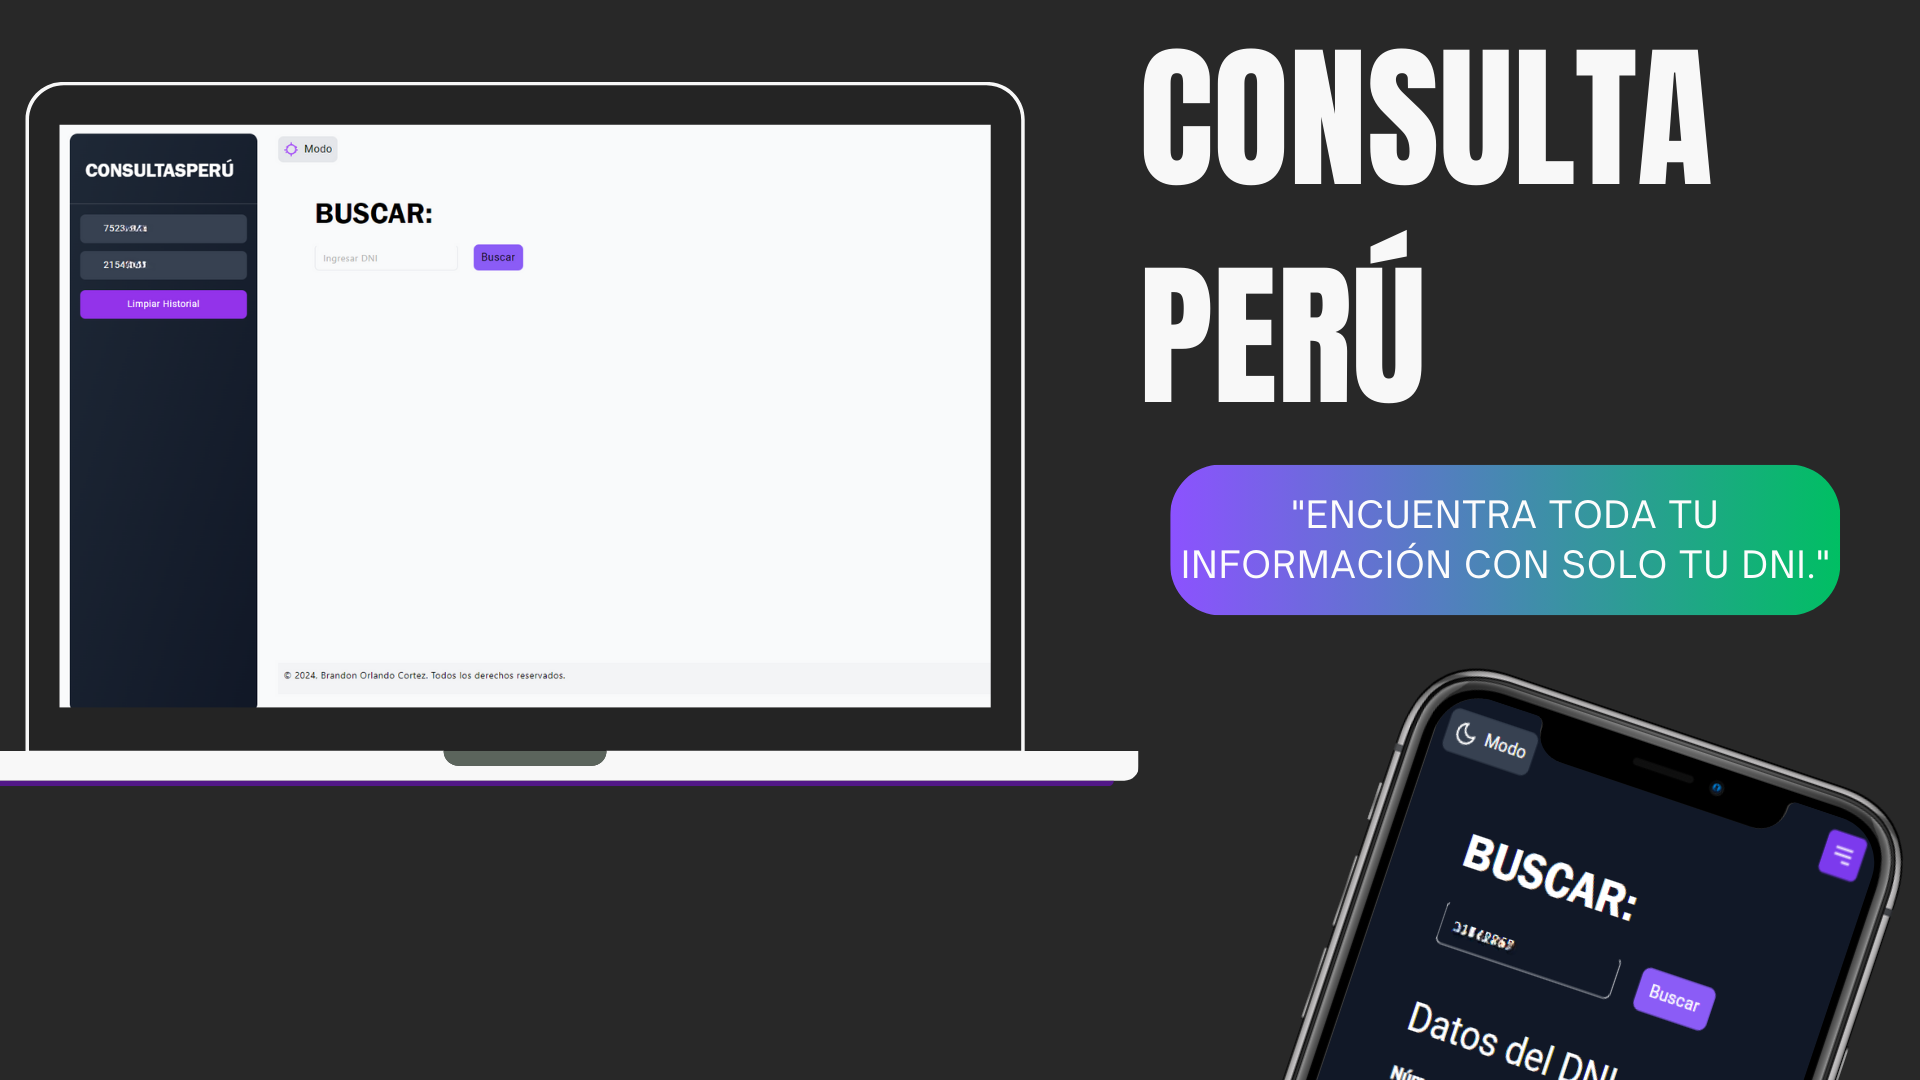 CONSULTA
PERÚ
"ENCUENTRA TODA TU
INFORMACIÓN CON SOLO TU DNI."
CONSULTASPERÚ
Limpiar Historial
Modo
BUSCAR:
Ingresar DNI
Buscar
© 2024. Brandon Orlando Cortez. Todos los derechos reservados.
Modo
BUSCAR:
Buscar
Datos del DNI